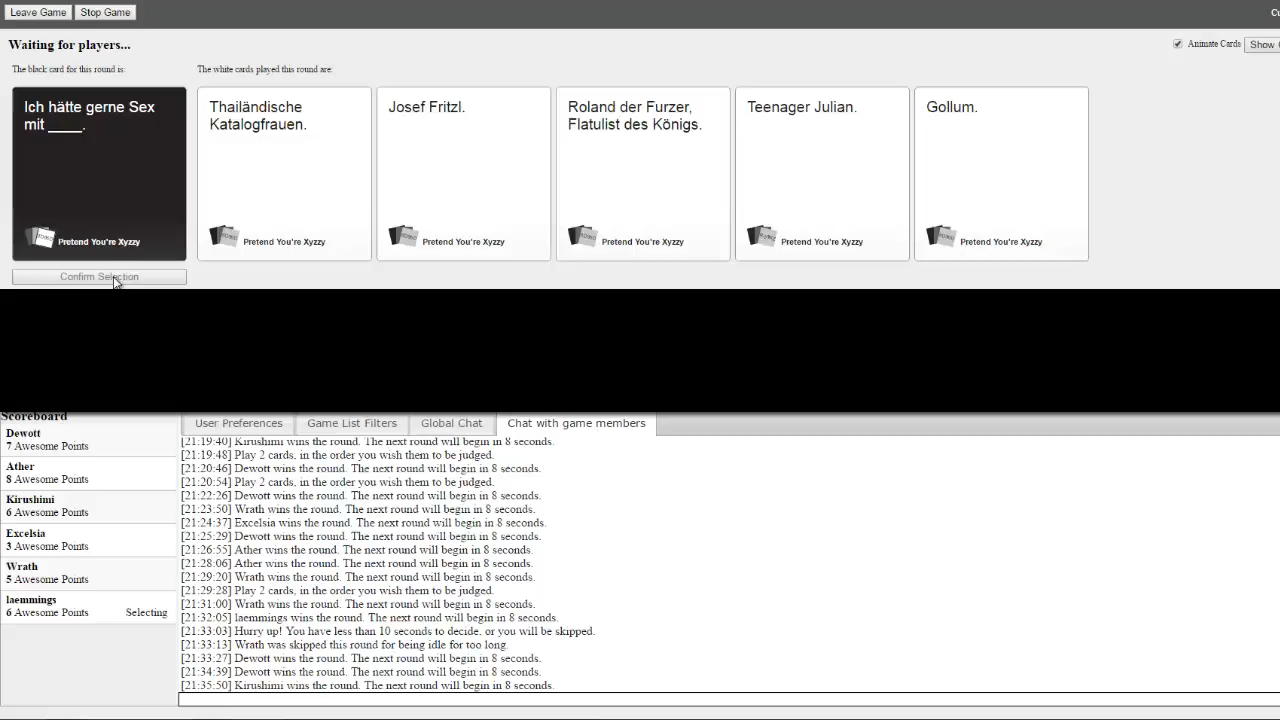 Leave Game
Stop Game
Waiting for players...
Animate Cards
Show
The black card for this round is:
The white cards played this round are:
Ich hätte gerne Sex
mit ____.
Pretend You're Xyzzy
Thailändische
Katalogfrauen.
Pretend You're Xyzzy
Josef Fritzl.
Pretend You're Xyzzy
Roland der Furzer,
Flatulist des Königs.
Pretend You're Xyzzy
Teenager Julian.
Pretend You're Xyzzy
Gollum.
Pretend You're Xyzzy
Confirm Selection
Scoreboard
Dewott
7 Awesome Points
Ather
8 Awesome Points
Kirushimi
6 Awesome Points
Excelsia
3 Awesome Points
Wrath
5 Awesome Points
laemmings
6 Awesome Points Selecting
User Preferences
Game List Filters
Global Chat
Chat with game members
[21:19:40] Kirushimi wins the round. The next round will begin in 8 seconds.
[21:19:48] Play 2 cards, in the order you wish them to be judged.
[21:20:46] Dewott wins the round. The next round will begin in 8 seconds.
[21:20:54] Play 2 cards, in the order you wish them to be judged.
[21:22:26] Dewott wins the round. The next round will begin in 8 seconds.
[21:23:50] Wrath wins the round. The next round will begin in 8 seconds.
[21:24:37] Excelsia wins the round. The next round will begin in 8 seconds.
[21:25:29] Dewott wins the round. The next round will begin in 8 seconds.
[21:26:55] Ather wins the round. The next round will begin in 8 seconds.
[21:28:06] Ather wins the round. The next round will begin in 8 seconds.
[21:29:20] Wrath wins the round. The next round will begin in 8 seconds.
[21:29:28] Play 2 cards, in the order you wish them to be judged.
[21:31:00] Wrath wins the round. The next round will begin in 8 seconds.
[21:32:05] laemmings wins the round. The next round will begin in 8 seconds.
[21:33:03] Hurry up! You have less than 10 seconds to decide, or you will be skipped.
[21:33:13] Wrath was skipped this round for being idle for too long.
[21:33:27] Dewott wins the round. The next round will begin in 8 seconds.
[21:34:39] Dewott wins the round. The next round will begin in 8 seconds.
[21:35:50] Kirushimi wins the round. The next round will begin in 8 seconds.